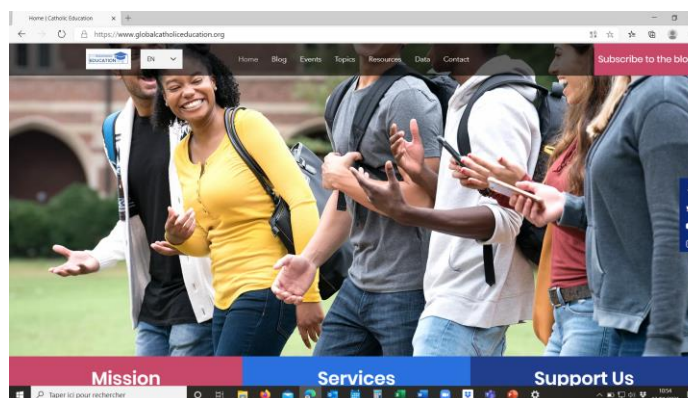 Home | Catholic Education
https://www.globalcatholiceducation.org
EDUCATION EN Home Blog Events Topics Resources Data Contact Subscribe to the blo
Mission Services Support Us
Taper ici pour rechercher 10:54